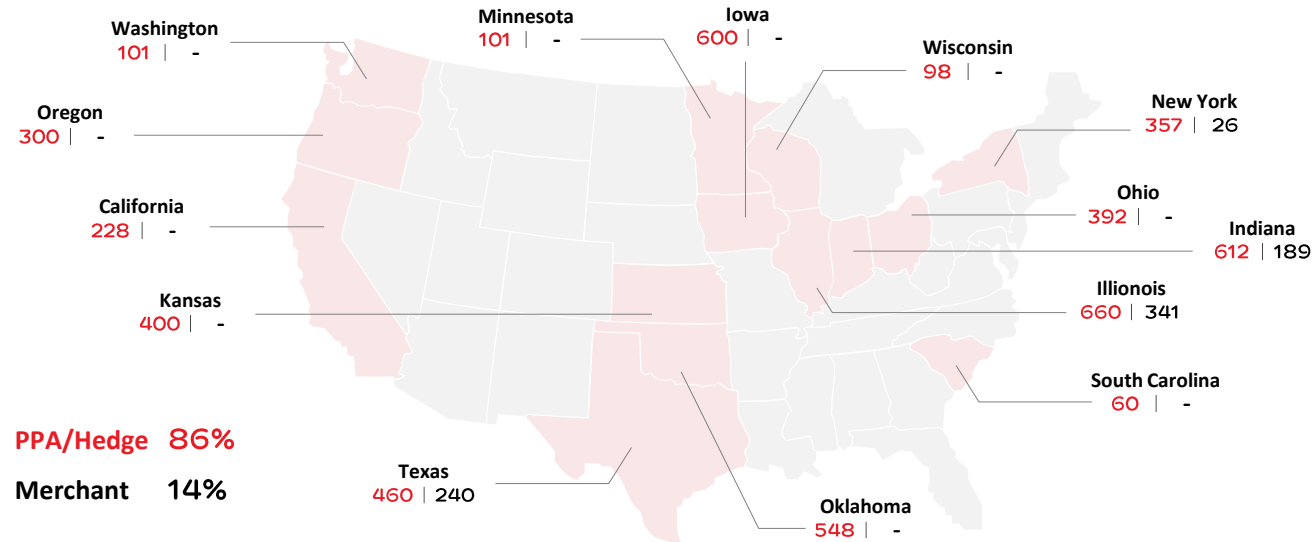 Washington
101 | -
Minnesota
101 | -
Iowa
600 | -
Wisconsin
98 | -
New York
357 | 26
Oregon
300 | -
California
228 | -
Ohio
392 | -
Indiana
612 | 189
Kansas
400 | -
Illionois
660 | 341
South Carolina
60 | -
PPA/Hedge 86%
Merchant 14%
Texas
460 | 240
Oklahoma
548 | -